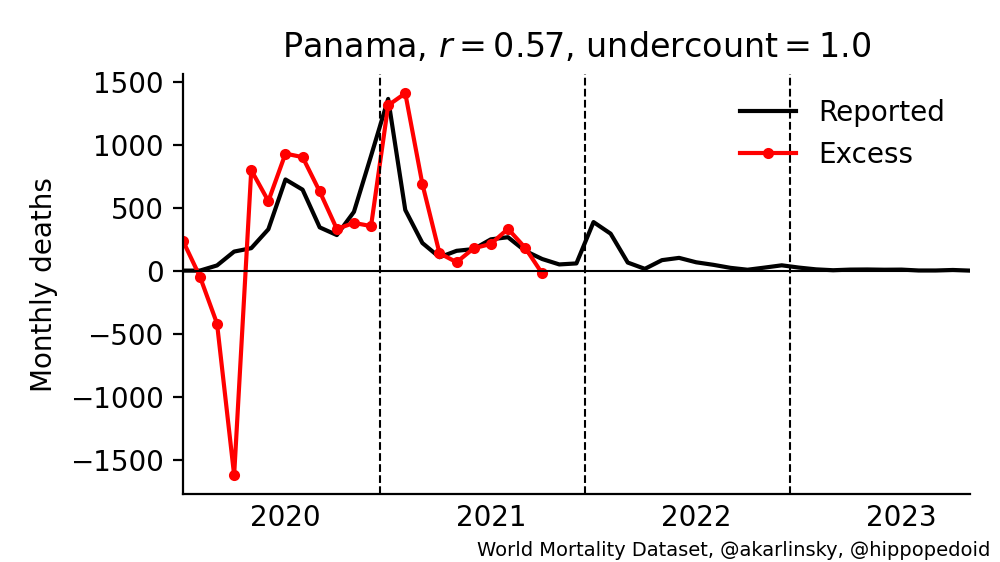 Panama, r = 0.57, undercount = 1.0
1500
1000
500
0
−500
−1000
−1500
Monthly deaths
Reported
Excess
2020 2021 2022 2023
World Mortality Dataset, @akarlinsky, @hippopedoid